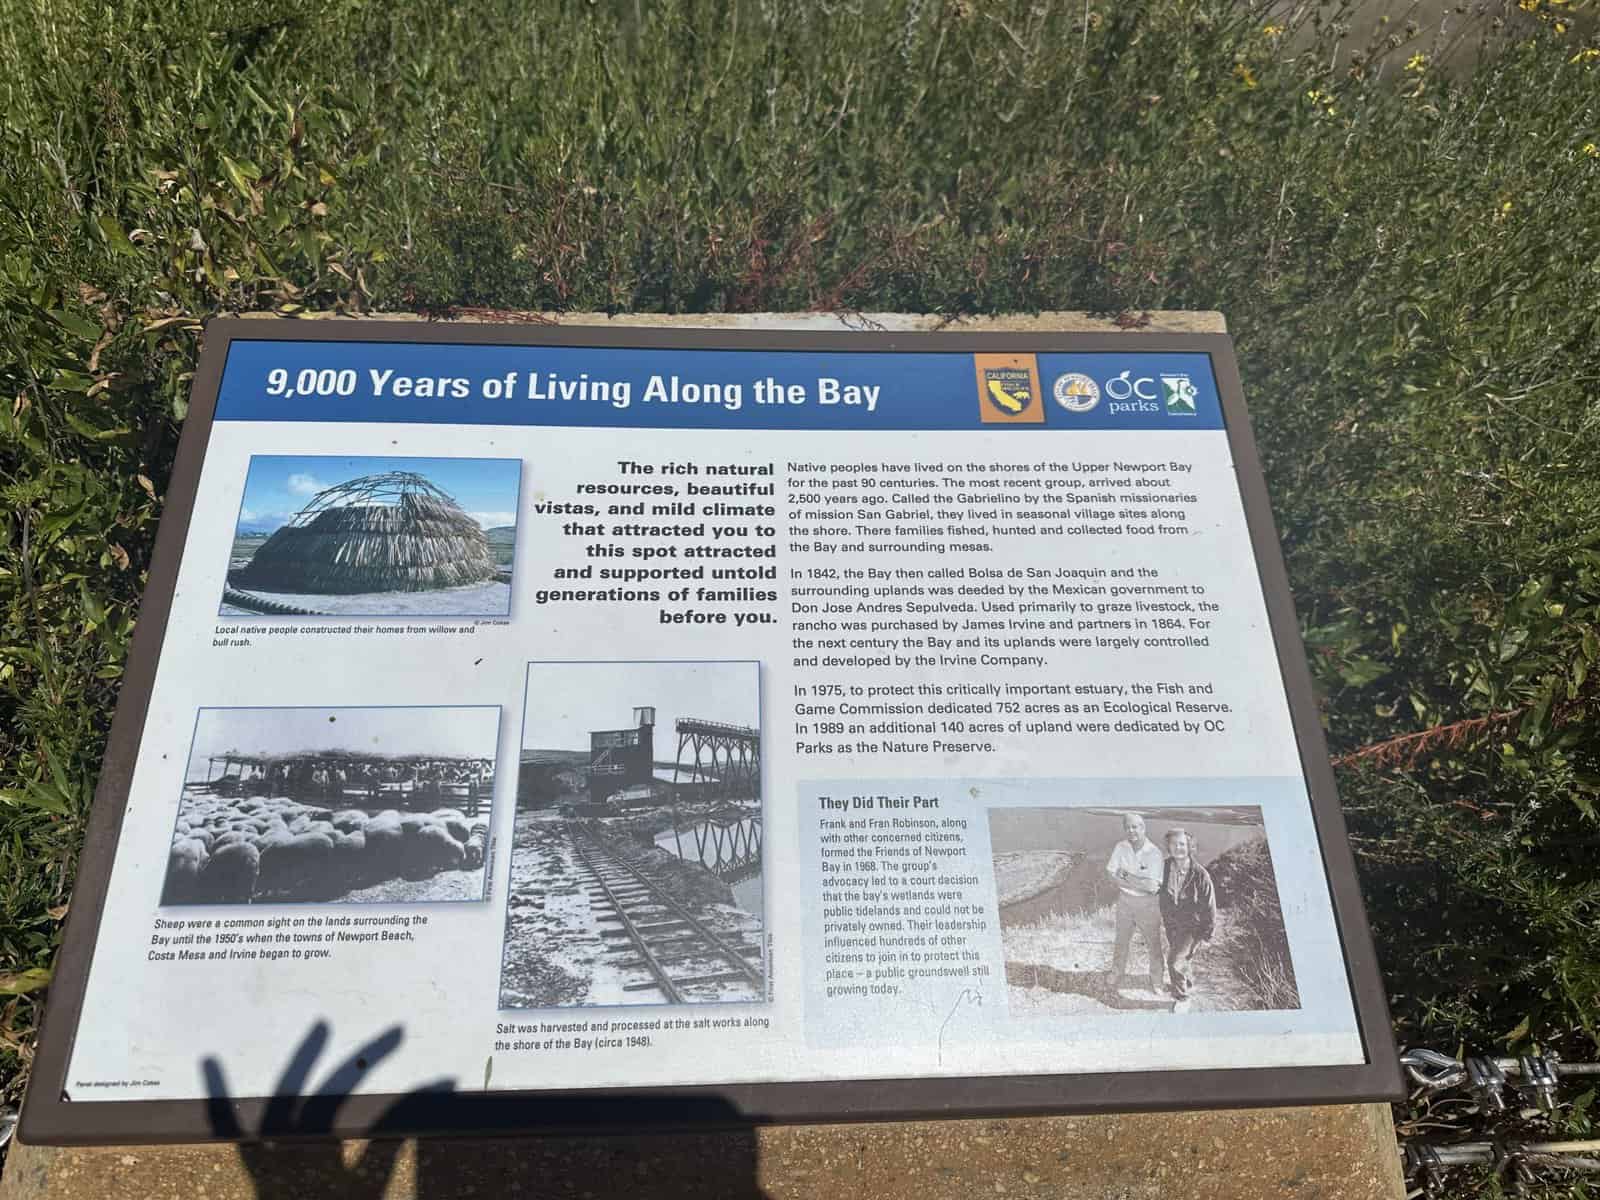 9,000 Years of Living Along the Bay
CALIFORNIA
OC
parks
The rich natural
resources, beautiful
vistas, and mild climate
that attracted you to
this spot attracted
and supported untold
generations of families
before you.
© Jim Cokas
Local native people constructed their homes from willow and
bull rush.
Native peoples have lived on the shores of the Upper Newport Bay
for the past 90 centuries. The most recent group, arrived about
2,500 years ago. Called the Gabrielino by the Spanish missionaries
of mission San Gabriel, they lived in seasonal village sites along
the shore. There families fished, hunted and collected food from
the Bay and surrounding mesas.
In 1842, the Bay then called Bolsa de San Joaquin and the
surrounding uplands was deeded by the Mexican government to
Don Jose Andres Sepulveda. Used primarily to graze livestock, the
rancho was purchased by James Irvine and partners in 1864. For
the next century the Bay and its uplands were largely controlled
and developed by the Irvine Company.
In 1975, to protect this critically important estuary, the Fish and
Game Commission dedicated 752 acres as an Ecological Reserve.
In 1989 an additional 140 acres of upland were dedicated by OC
Parks as the Nature Preserve.
Sheep were a common sight on the lands surrounding the
Bay until the 1950's when the towns of Newport Beach,
Costa Mesa and Irvine began to grow.
© First American Title
© First American Title
Salt was harvested and processed at the salt works along
the shore of the Bay (circa 1948).
They Did Their Part
Frank and Fran Robinson, along
with other concerned citizens,
formed the Friends of Newport
Bay in 1968. The group's
advocacy led to a court decision
that the bay's wetlands were
public tidelands and could not be
privately owned. Their leadership
influenced hundreds of other
citizens to join in to protect this
place – a public groundswell still
growing today.
Panel designed by Jim Cokas